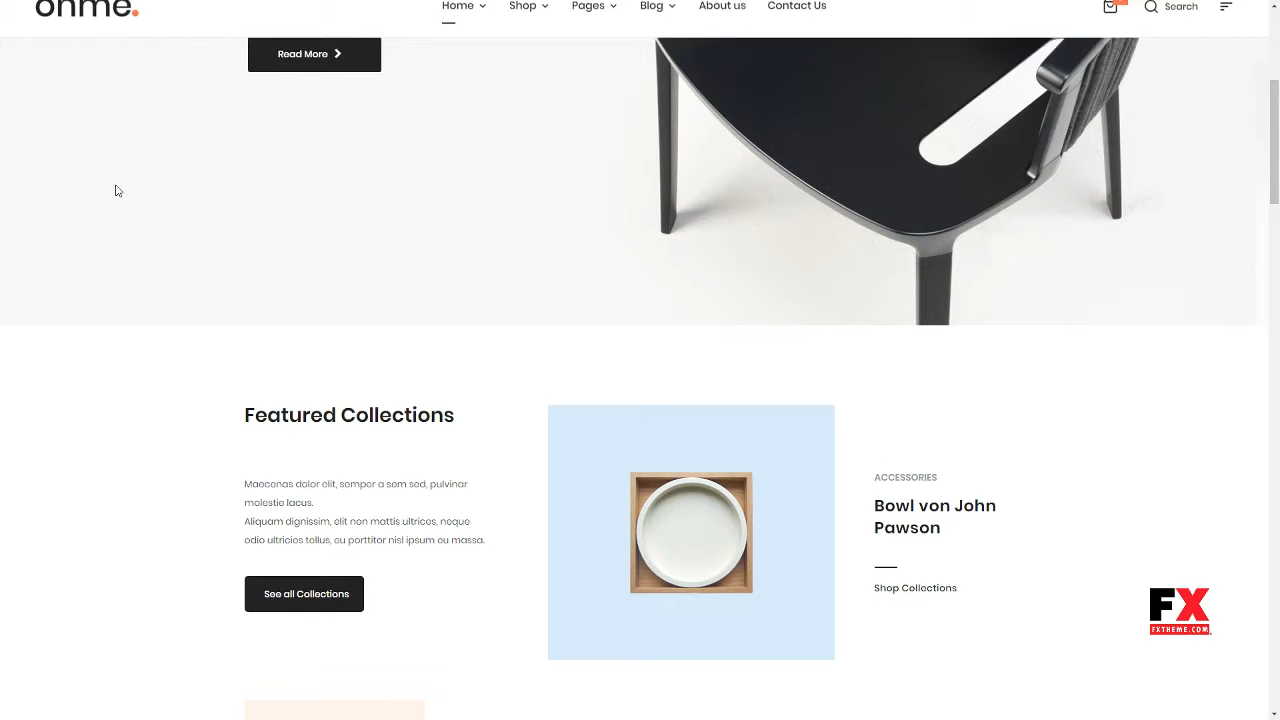 onme.
Home
Shop
Pages
Blog
About us
Contact Us
Search
Read More
Featured Collections
Maecenas dolor elit, semper a sem sed, pulvinar
molestie lacus.
Aliquam dignissim, elit non mattis ultrices, neque
odio ultricies tellus, eu porttitor nisl ipsum eu massa.
See all Collections
ACCESSORIES
Bowl von John
Pawson
Shop Collections
FX
FXTHEME.COM